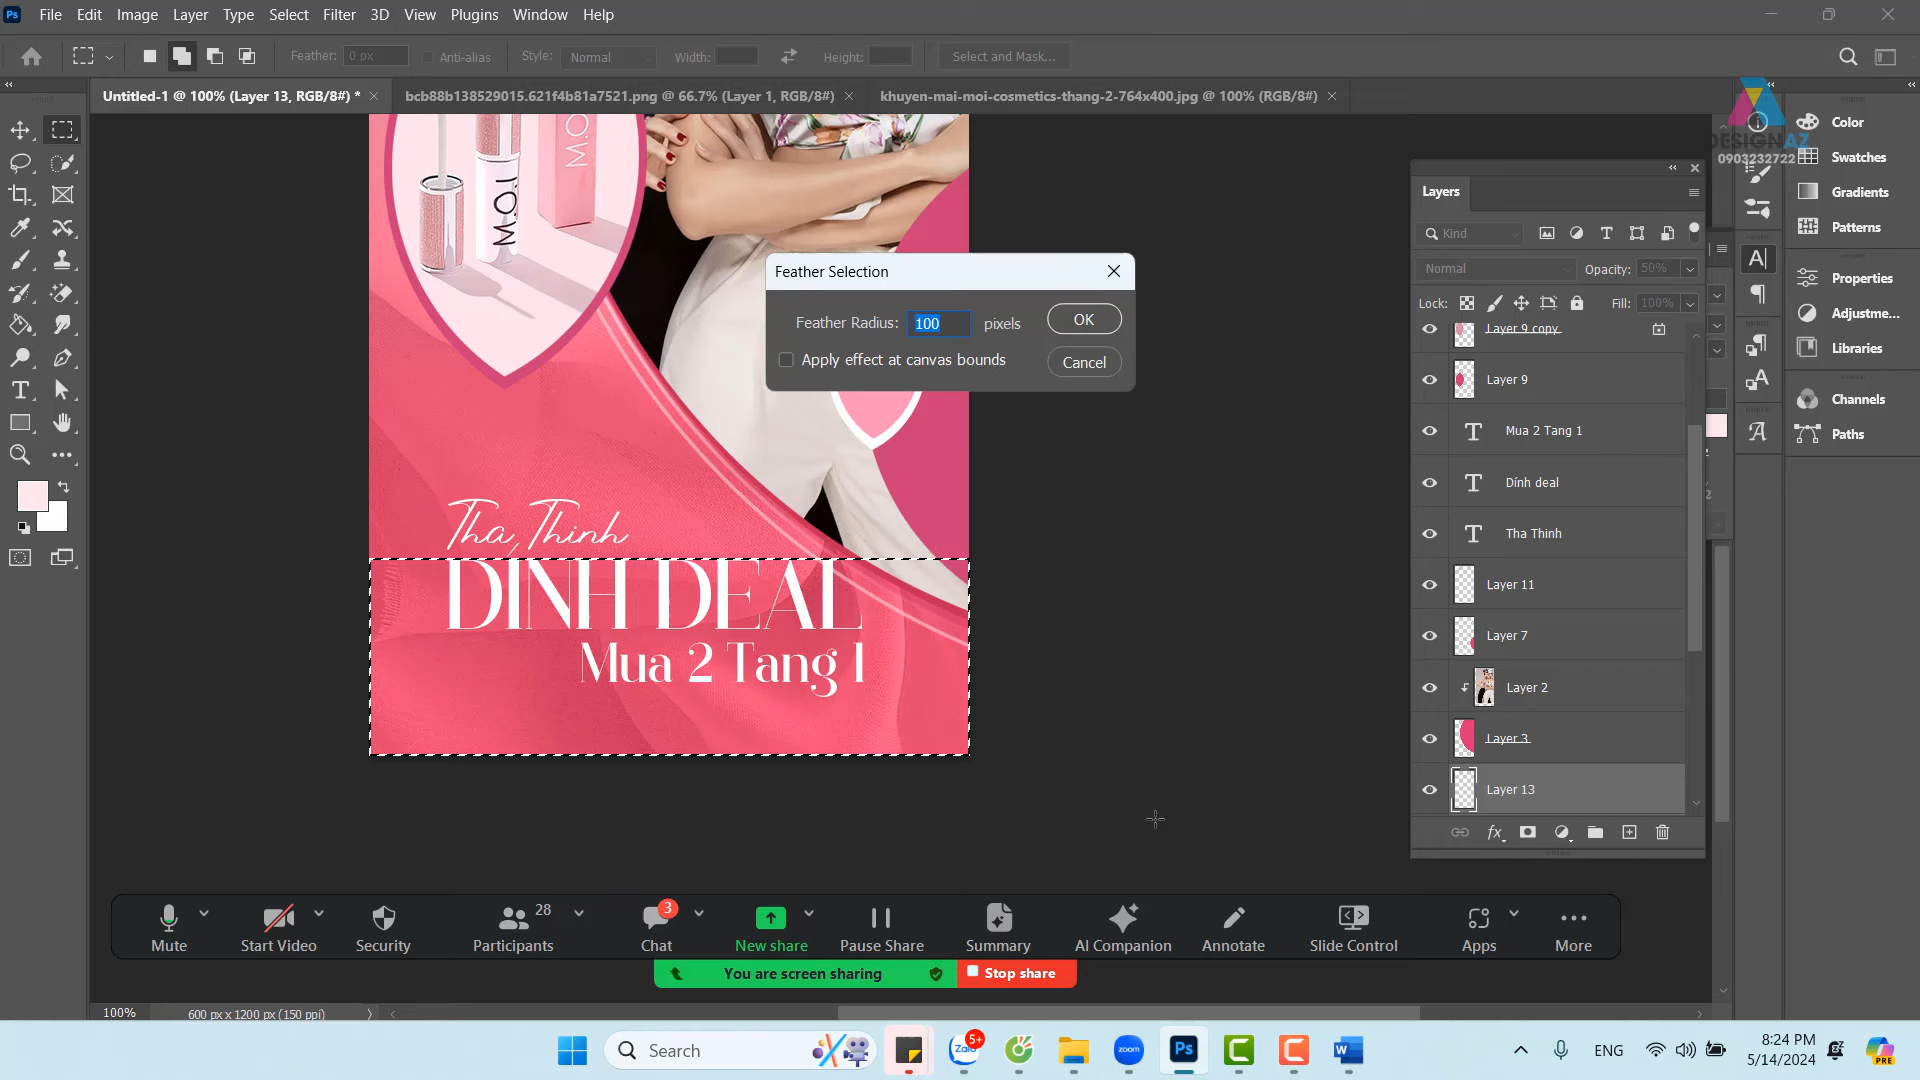 Ps File Edit Image Layer Type Select Filter 3D View Plugins Window Help
Feather: 0 px Anti-alias Style: Normal Width: Height: Select and Mask...
Untitled-1 @ 100% (Layer 13, RGB/8#) * × bcb88b138529015.621f4b81a7521.png @ 66.7% (Layer 1, RGB/8#) × khuyen-mai-moi-cosmetics-thang-2-764x400.jpg @ 100% (RGB/8#) ×
DESIGNAZ
0903232722
Color
Swatches
Gradients
Patterns
Properties
Adjustme...
Libraries
Channels
Paths
Layers
Kind
Normal Opacity: 50%
Lock: Fill: 100%
Layer 9 copy
Layer 9
Mua 2 Tang 1
Dính deal
Tha Thinh
Layer 11
Layer 7
Layer 2
Layer 3
Layer 13
M.O.I
M.O.I
Feather Selection
Feather Radius: 100 pixels
OK
Apply effect at canvas bounds
Cancel
Tha, Thinh
DINH DEAL
Mua 2 Tang 1
28
3
Mute Start Video Security Participants Chat New share Pause Share Summary AI Companion Annotate Slide Control Apps More
You are screen sharing Stop share
100% 600 px x 1200 px (150 ppi)
Search
Zalo 5+
zoom
Ps
ENG
8:24 PM
5/14/2024
PRE